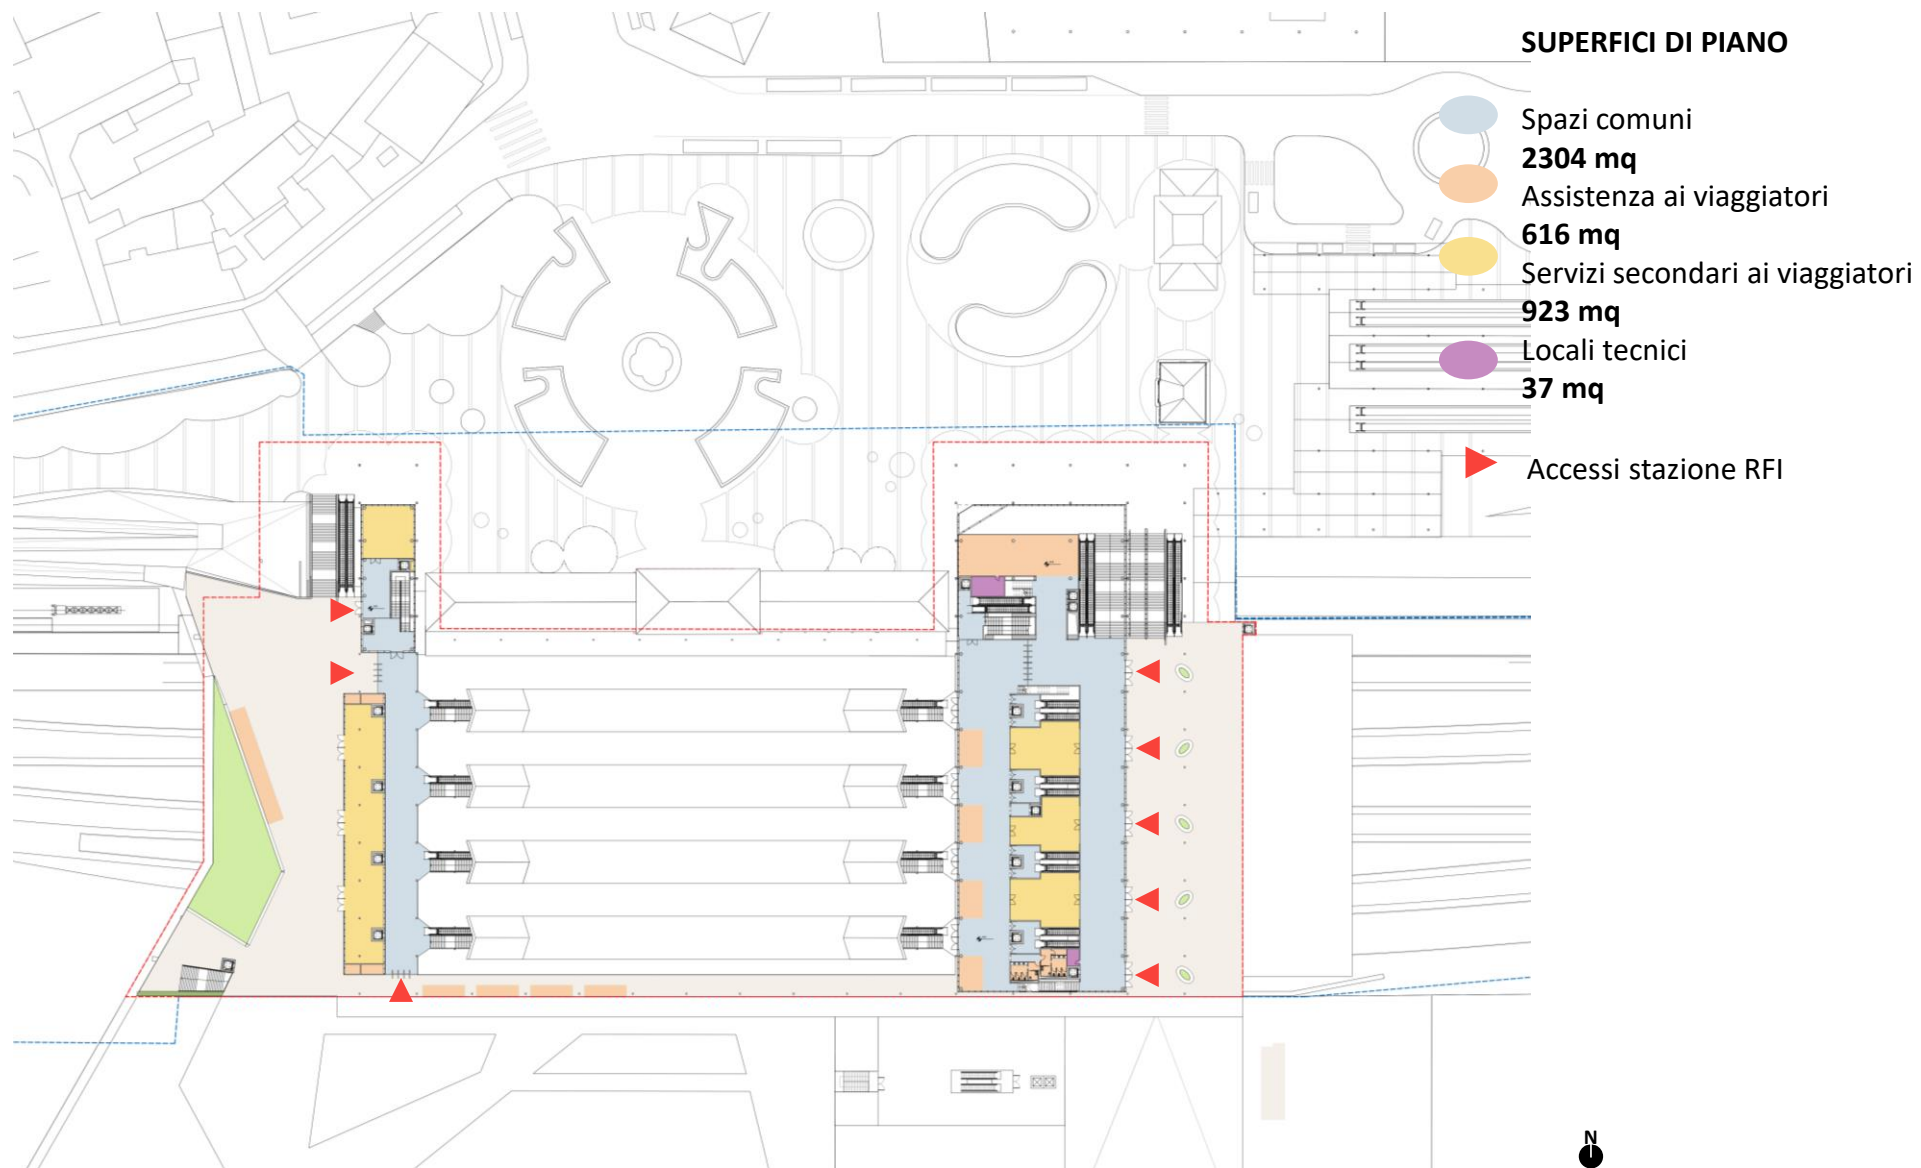 SUPERFICI DI PIANO
Spazi comuni
2304 mq
Assistenza ai viaggiatori
616 mq
Servizi secondari ai viaggiatori
923 mq
Locali tecnici
37 mq
Accessi stazione RFI
N